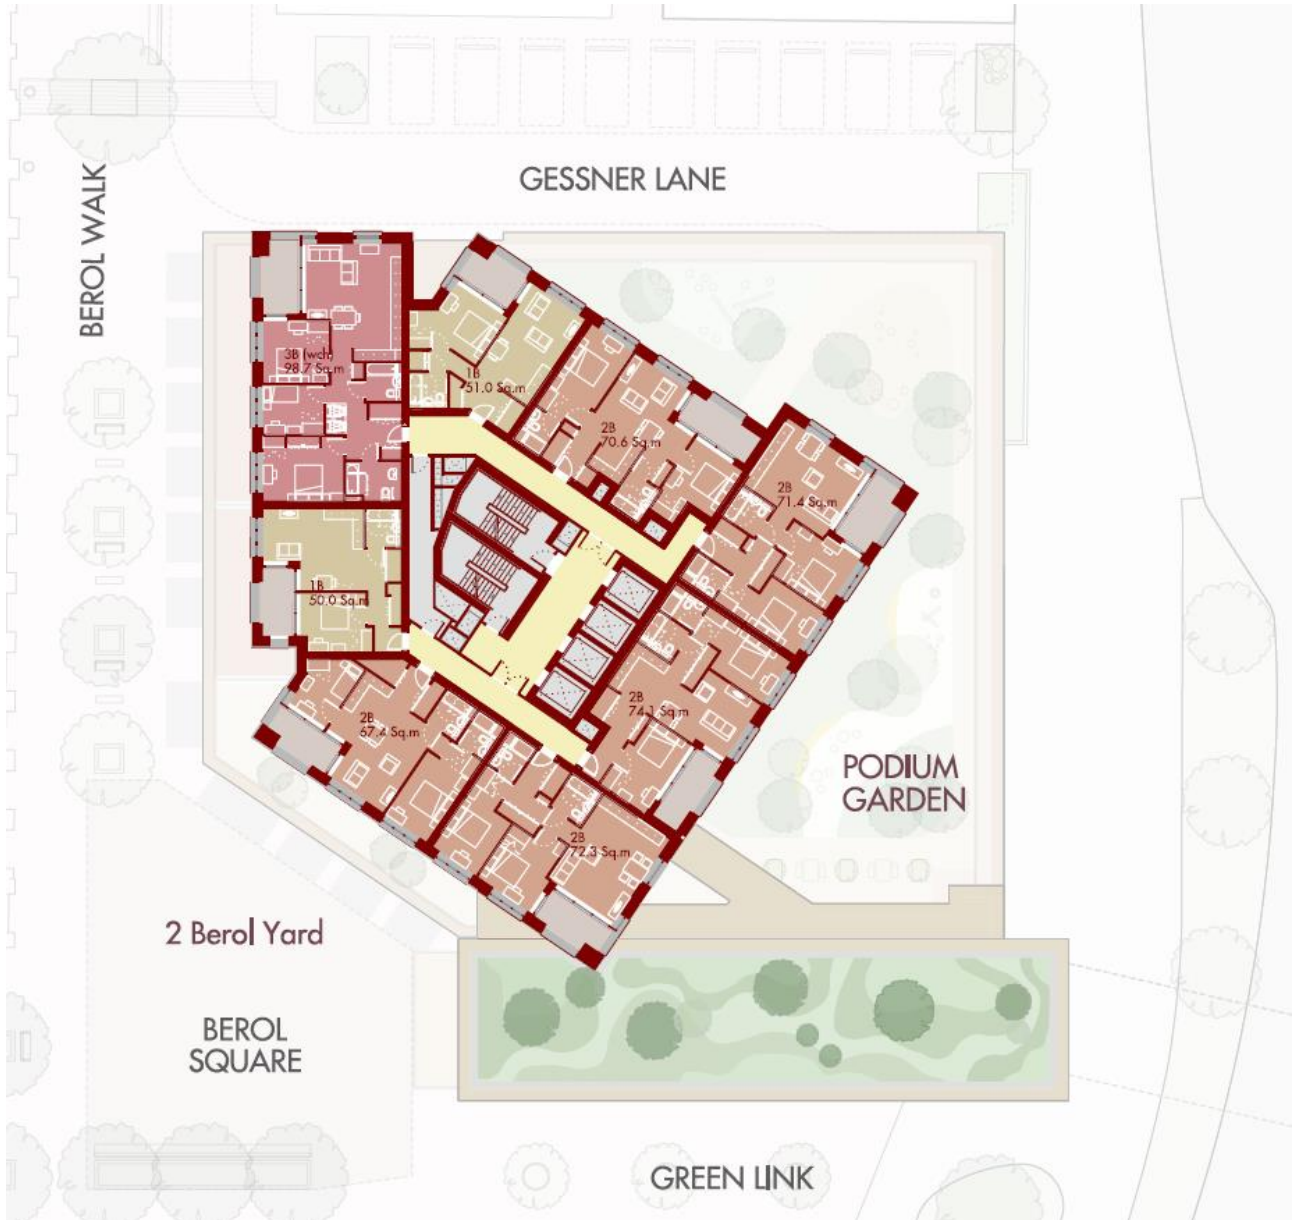 GESSNER LANE
BEROL WALK
3B (wch)
98.7 Sq.m
1B
51.0 Sq.m
2B
70.6 Sq.m
2B
71.4 Sq.m
1B
50.0 Sq.m
2B
74.1 Sq.m
2B
67.4 Sq.m
2B
72.3 Sq.m
PODIUM
GARDEN
2 Berol Yard
BEROL
SQUARE
GREEN LINK